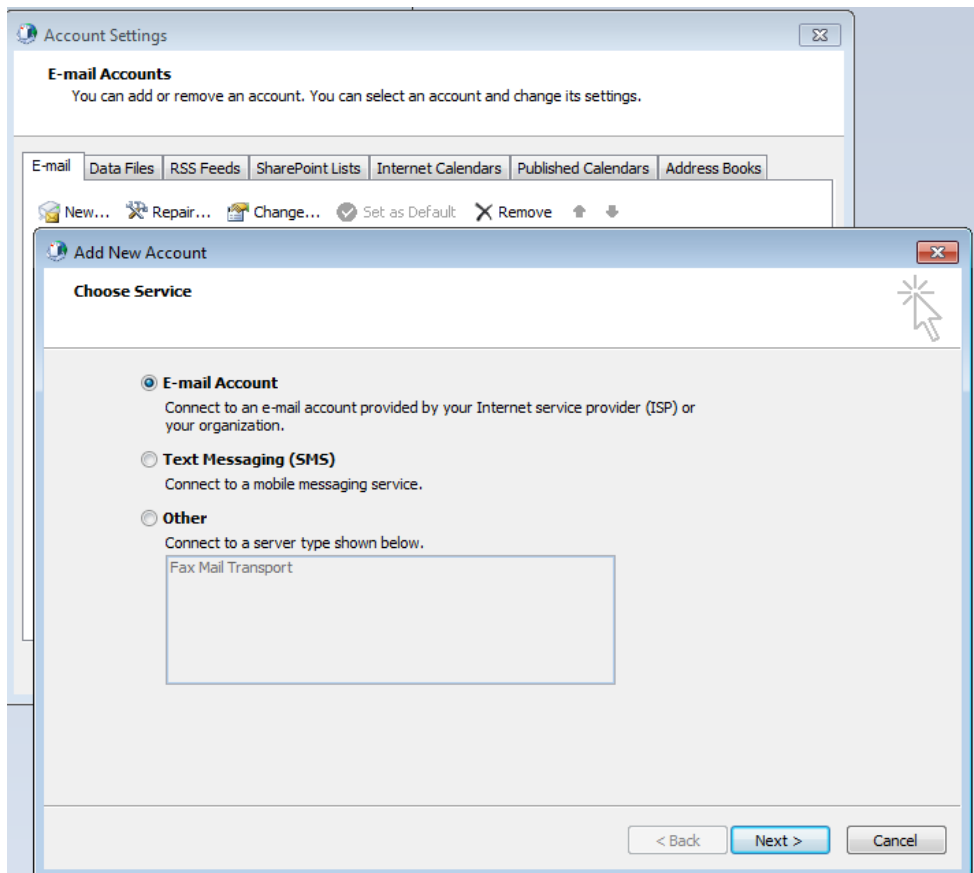 Account Settings
E-mail Accounts
You can add or remove an account. You can select an account and change its settings.
E-mail Data Files RSS Feeds SharePoint Lists Internet Calendars Published Calendars Address Books
New... Repair... Change... Set as Default Remove
Add New Account
Choose Service
E-mail Account
Connect to an e-mail account provided by your Internet service provider (ISP) or
your organization.
Text Messaging (SMS)
Connect to a mobile messaging service.
Other
Connect to a server type shown below.
Fax Mail Transport
< Back Next > Cancel